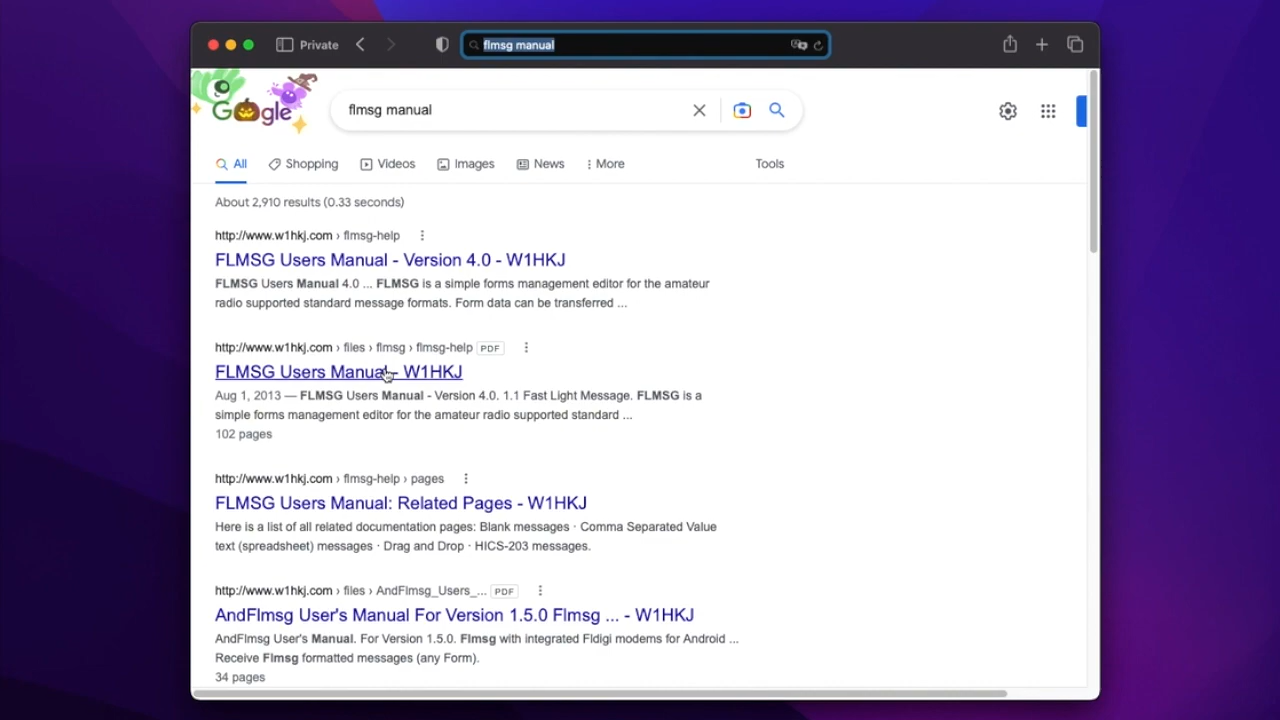 Private
flmsg manual
Google
flmsg manual
All
Shopping
Videos
Images
News
More
Tools
About 2,910 results (0.33 seconds)
http://www.w1hkj.com › flmsg-help
FLMSG Users Manual - Version 4.0 - W1HKJ
FLMSG Users Manual 4.0 ... FLMSG is a simple forms management editor for the amateur
radio supported standard message formats. Form data can be transferred ...
http://www.w1hkj.com › files › flmsg › flmsg-help PDF
FLMSG Users Manual - W1HKJ
Aug 1, 2013 — FLMSG Users Manual - Version 4.0. 1.1 Fast Light Message. FLMSG is a
simple forms management editor for the amateur radio supported standard ...
102 pages
http://www.w1hkj.com › flmsg-help › pages
FLMSG Users Manual: Related Pages - W1HKJ
Here is a list of all related documentation pages: Blank messages · Comma Separated Value
text (spreadsheet) messages · Drag and Drop · HICS-203 messages.
http://www.w1hkj.com › files › AndFlmsg_Users_... PDF
AndFlmsg User's Manual For Version 1.5.0 Flmsg ... - W1HKJ
AndFlmsg User's Manual. For Version 1.5.0. Flmsg with integrated Fldigi modems for Android ...
Receive Flmsg formatted messages (any Form).
34 pages